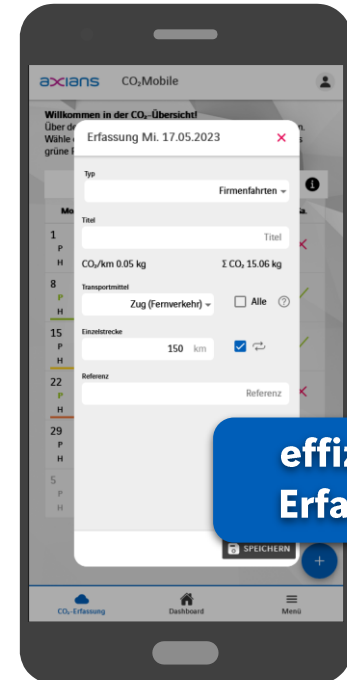 axians CO₂Mobile
Willkommen in der CO₂-Übersicht!
Über de
Wähle
grüne
Erfassung Mi. 17.05.2023
Typ
Firmenfahrten
Mo
Titel
Titel
1
P
H
CO₂/km 0.05 kg Σ CO₂ 15.06 kg
8
P
H
Transportmittel
Zug (Fernverkehr) Alle ?
15
P
H
Einzelstrecke
150 km
22
P
H
Referenz
Referenz
29
P
H
effiz
Erfa
5
P
H
SPEICHERN
+
CO₂-Erfassung Dashboard Menü